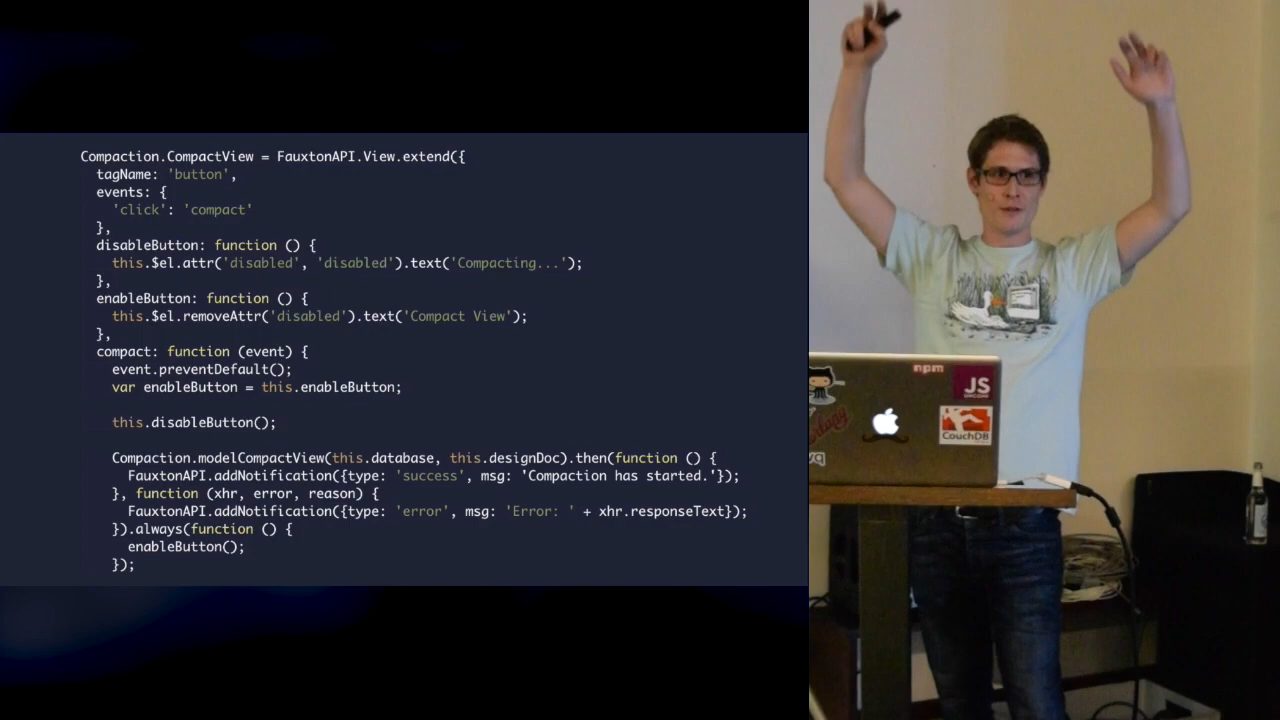 Compaction.CompactView = FauxtonAPI.View.extend({
tagName: 'button',
events: {
'click': 'compact'
},
disableButton: function () {
this.$el.attr('disabled', 'disabled').text('Compacting...');
},
enableButton: function () {
this.$el.removeAttr('disabled').text('Compact View');
},
compact: function (event) {
event.preventDefault();
var enableButton = this.enableButton;
this.disableButton();
Compaction.modelCompactView(this.database, this.designDoc).then(function () {
FauxtonAPI.addNotification({type: 'success', msg: 'Compaction has started.'});
}, function (xhr, error, reason) {
FauxtonAPI.addNotification({type: 'error', msg: 'Error: ' + xhr.responseText});
}).always(function () {
enableButton();
});
npm
JS
CouchDB